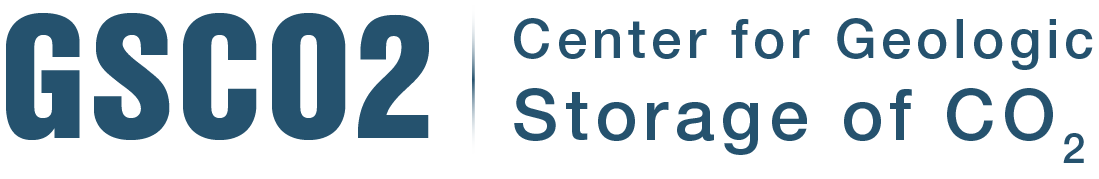 GSCO2
Center for Geologic
Storage of CO₂